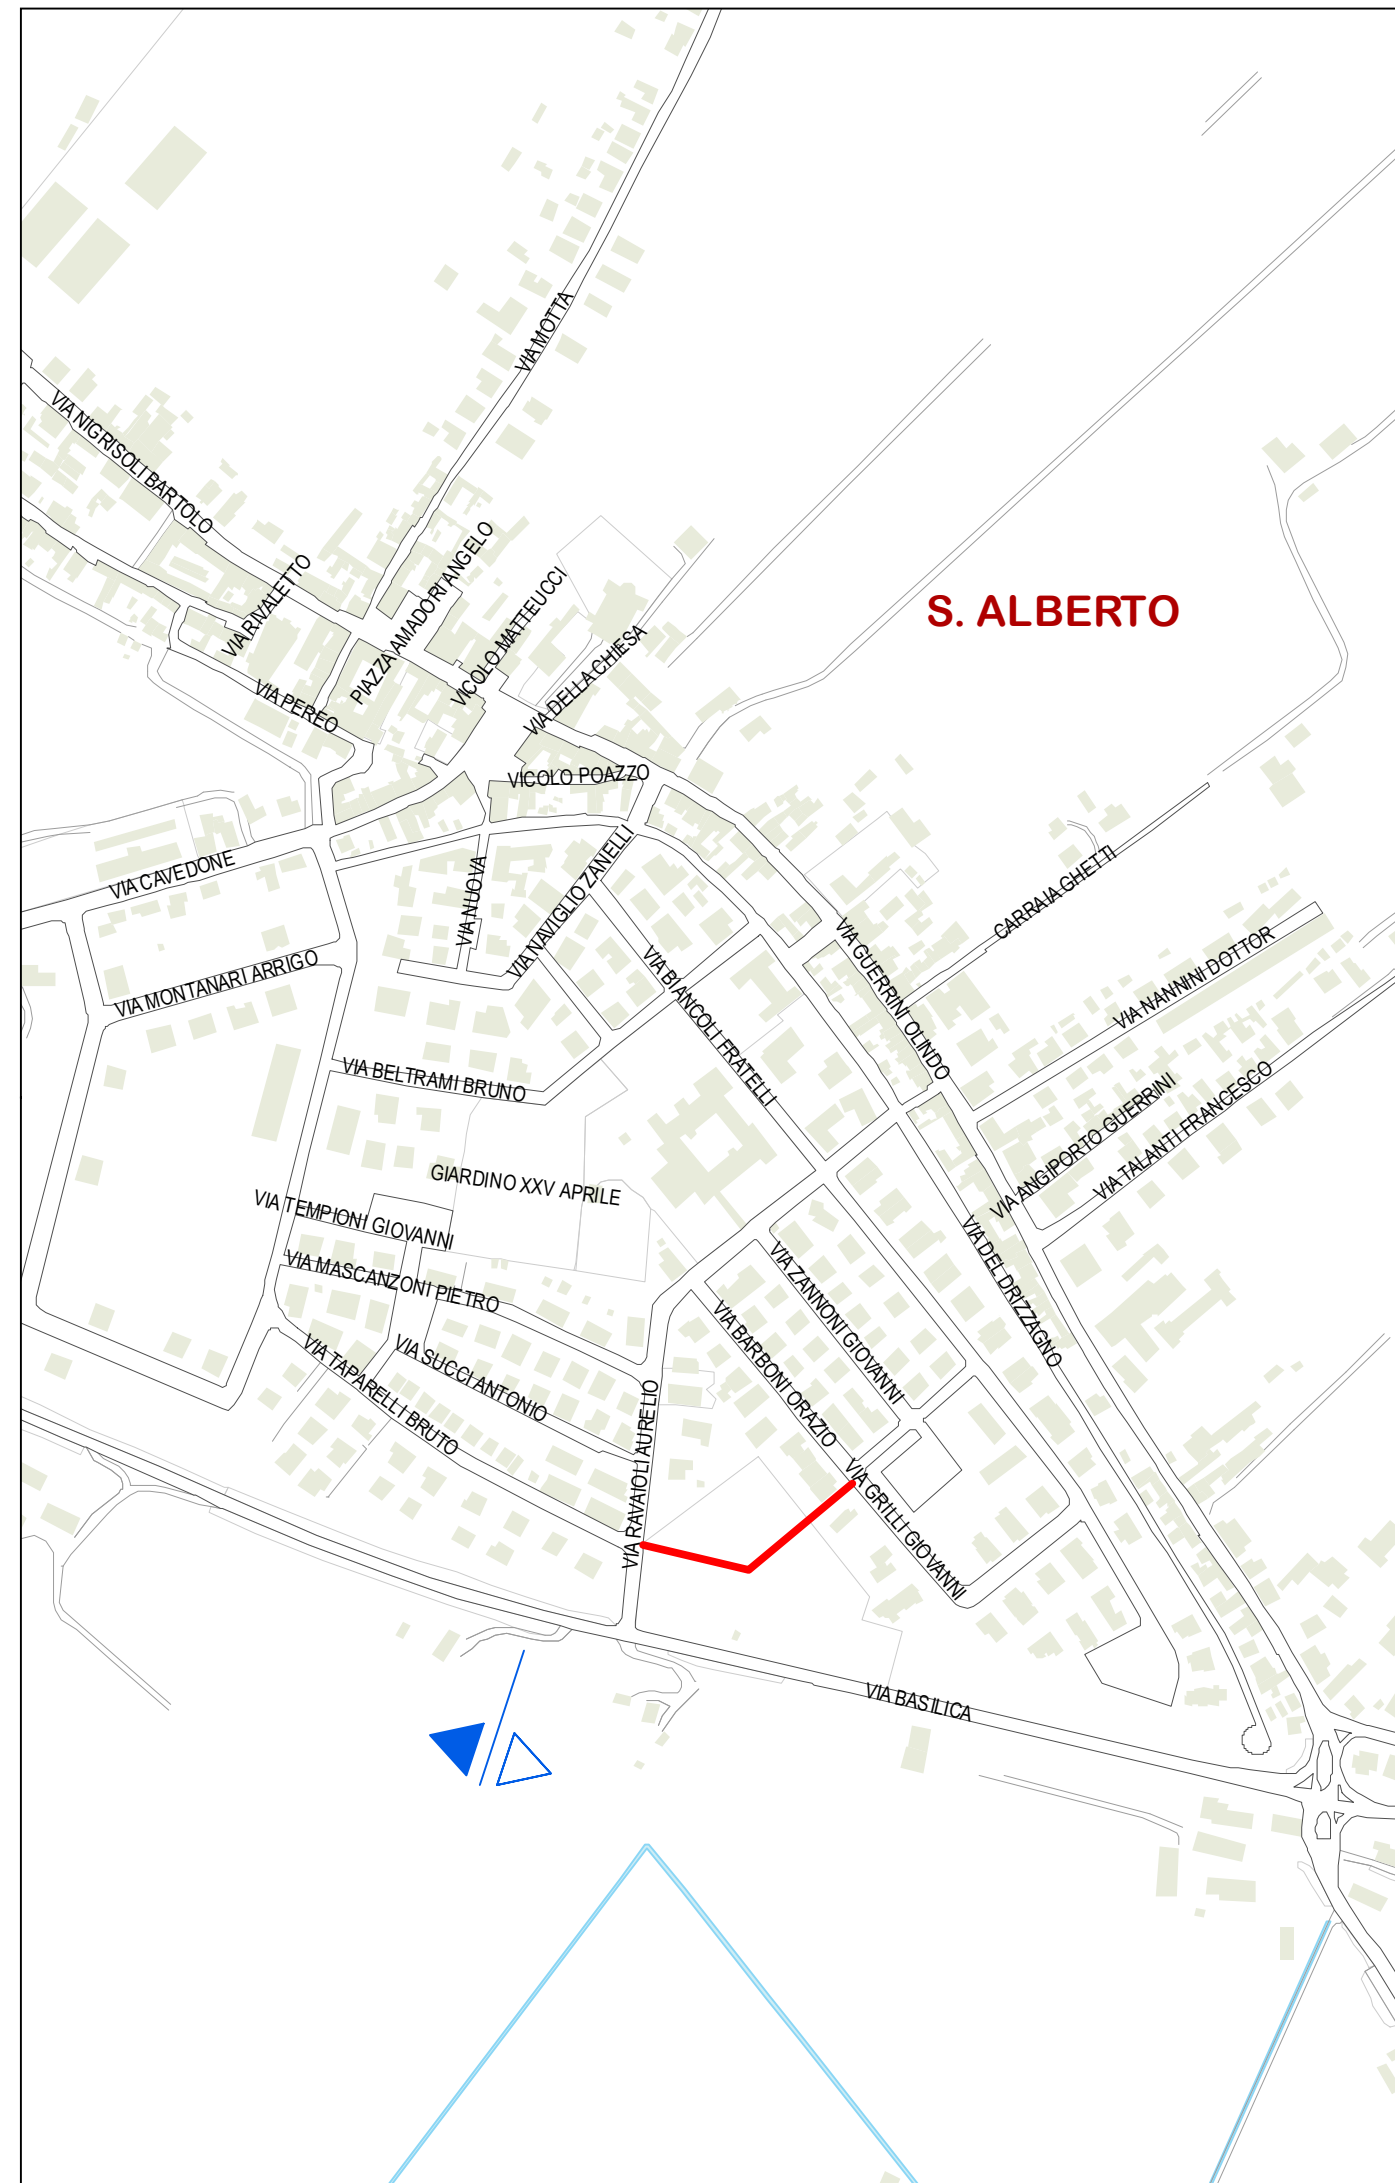 VIA MOTTA
VIA NIGRISOLI BARTOLO
VIA RIVALETTO
PIAZZA AMADORI ANGELO
VICOLO MATTEUCCI
S. ALBERTO
VIA DELLA CHIESA
VIA PEREO
VICOLO POAZZO
VIA CAVEDONE
VIA NUOVA
VIA NAVIGLIO ZANELLI
CARRAIA GHETTI
VIA GUERRINI OLINDO
VIA MONTANARI ARRIGO
VIA BIANCOLI FRATELLI
VIA NANNINI DOTTOR
VIA BELTRAMI BRUNO
VIA ANGIPORTO GUERRINI
VIA TALANTI FRANCESCO
GIARDINO XXV APRILE
VIA TEMPIONI GIOVANNI
VIA MASCANZONI PIETRO
VIA DEL DRIZZAGNO
VIA ZANNONI GIOVANNI
VIA BARBONI ORAZIO
VIA TAPARELLI BRUTO
VIA SUCCI ANTONIO
VIA RAVAIOLI AURELIO
VIA GRILLI GIOVANNI
VIA BASILICA